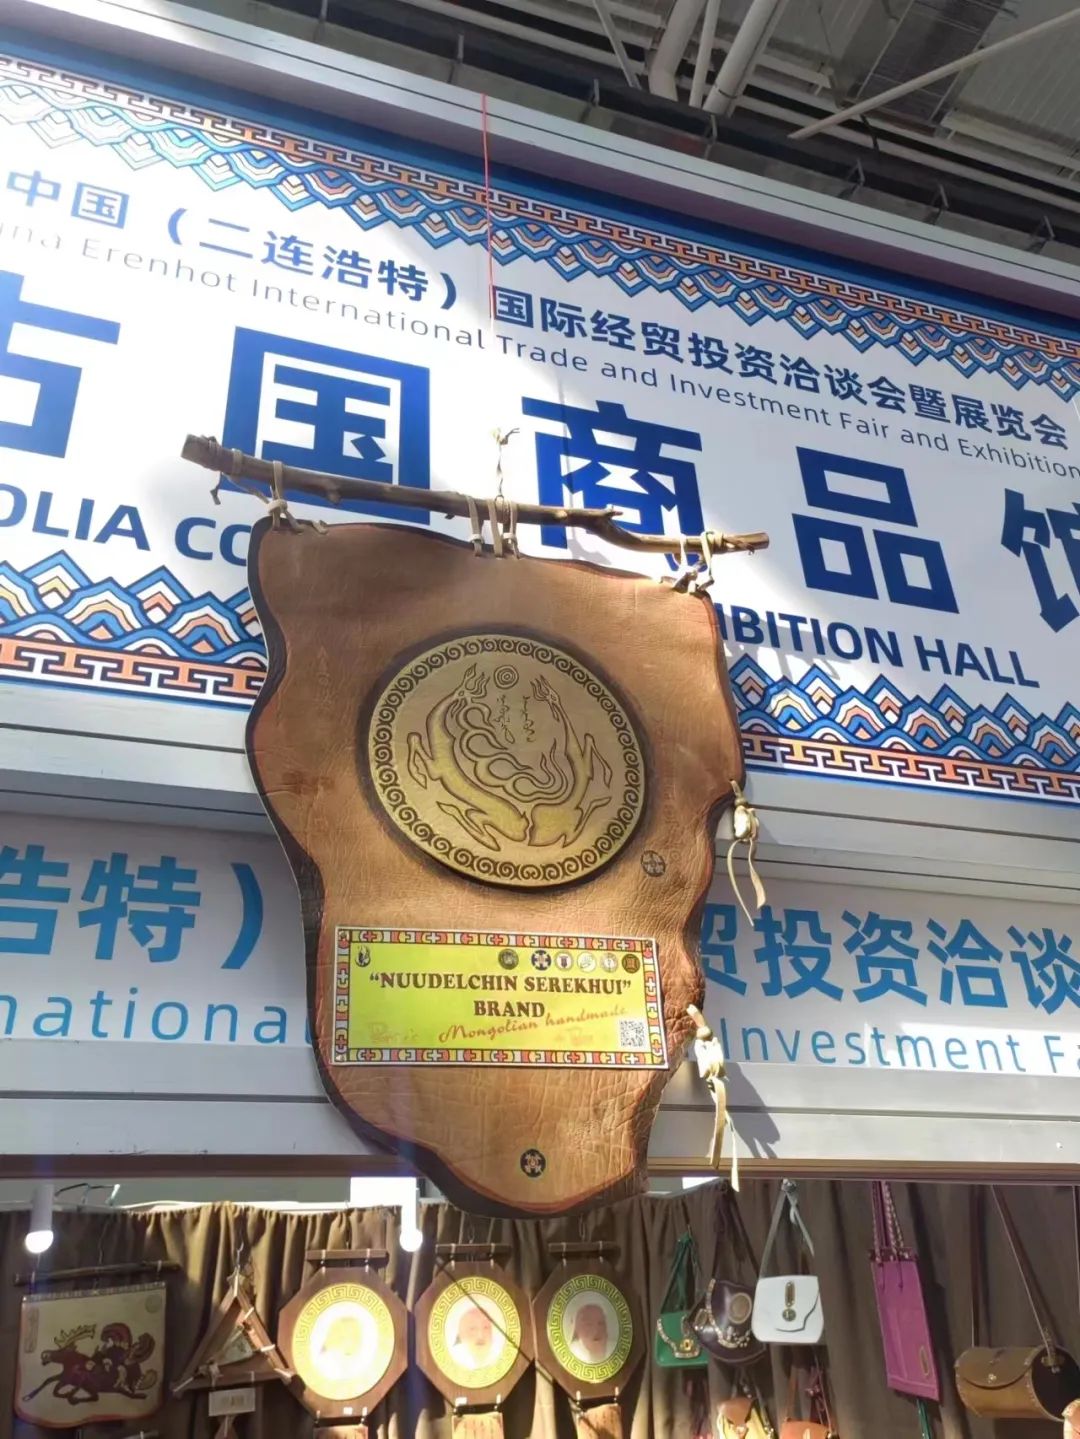 中国（二连浩特）国际经贸投资洽谈会暨展览会
Erenhot International Trade and Investment Fair and Exhibition
古国商品馆
OLIA CO
IBITION HALL
浩特）
贸投资洽谈
national
Investment Fa
“NUUDELCHIN SEREKHUI”
BRAND
Mongolian handmade